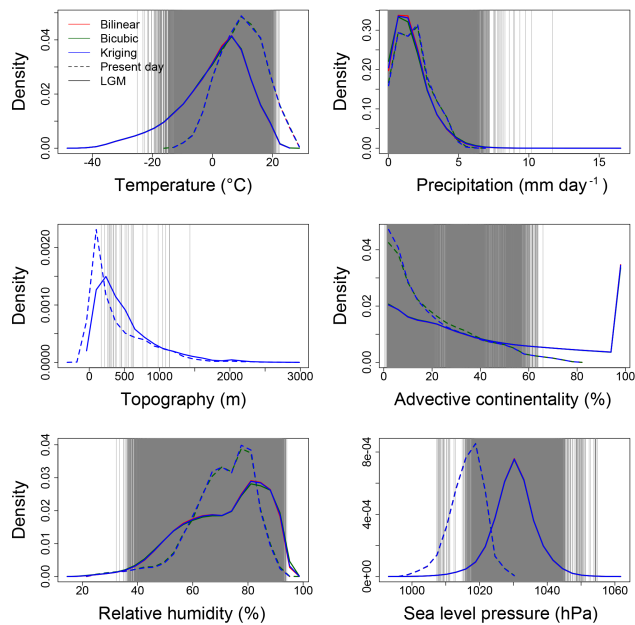 Density
0.00
0.02
0.04
Bilinear
Bicubic
Kriging
Present day
LGM
-40
-20
0
20
Temperature (°C)
Density
0.00
0.10
0.20
0.30
0
5
10
15
Precipitation (mm day⁻¹)
Density
0.0000
0.0010
0.0020
0
500
1000
2000
3000
Topography (m)
Density
0.00
0.02
0.04
0
20
40
60
80
100
Advective continentality (%)
Density
0.00
0.01
0.02
0.03
0.04
20
40
60
80
100
Relative humidity (%)
Density
0e+00
4e-04
8e-04
1000
1020
1040
1060
Sea level pressure (hPa)